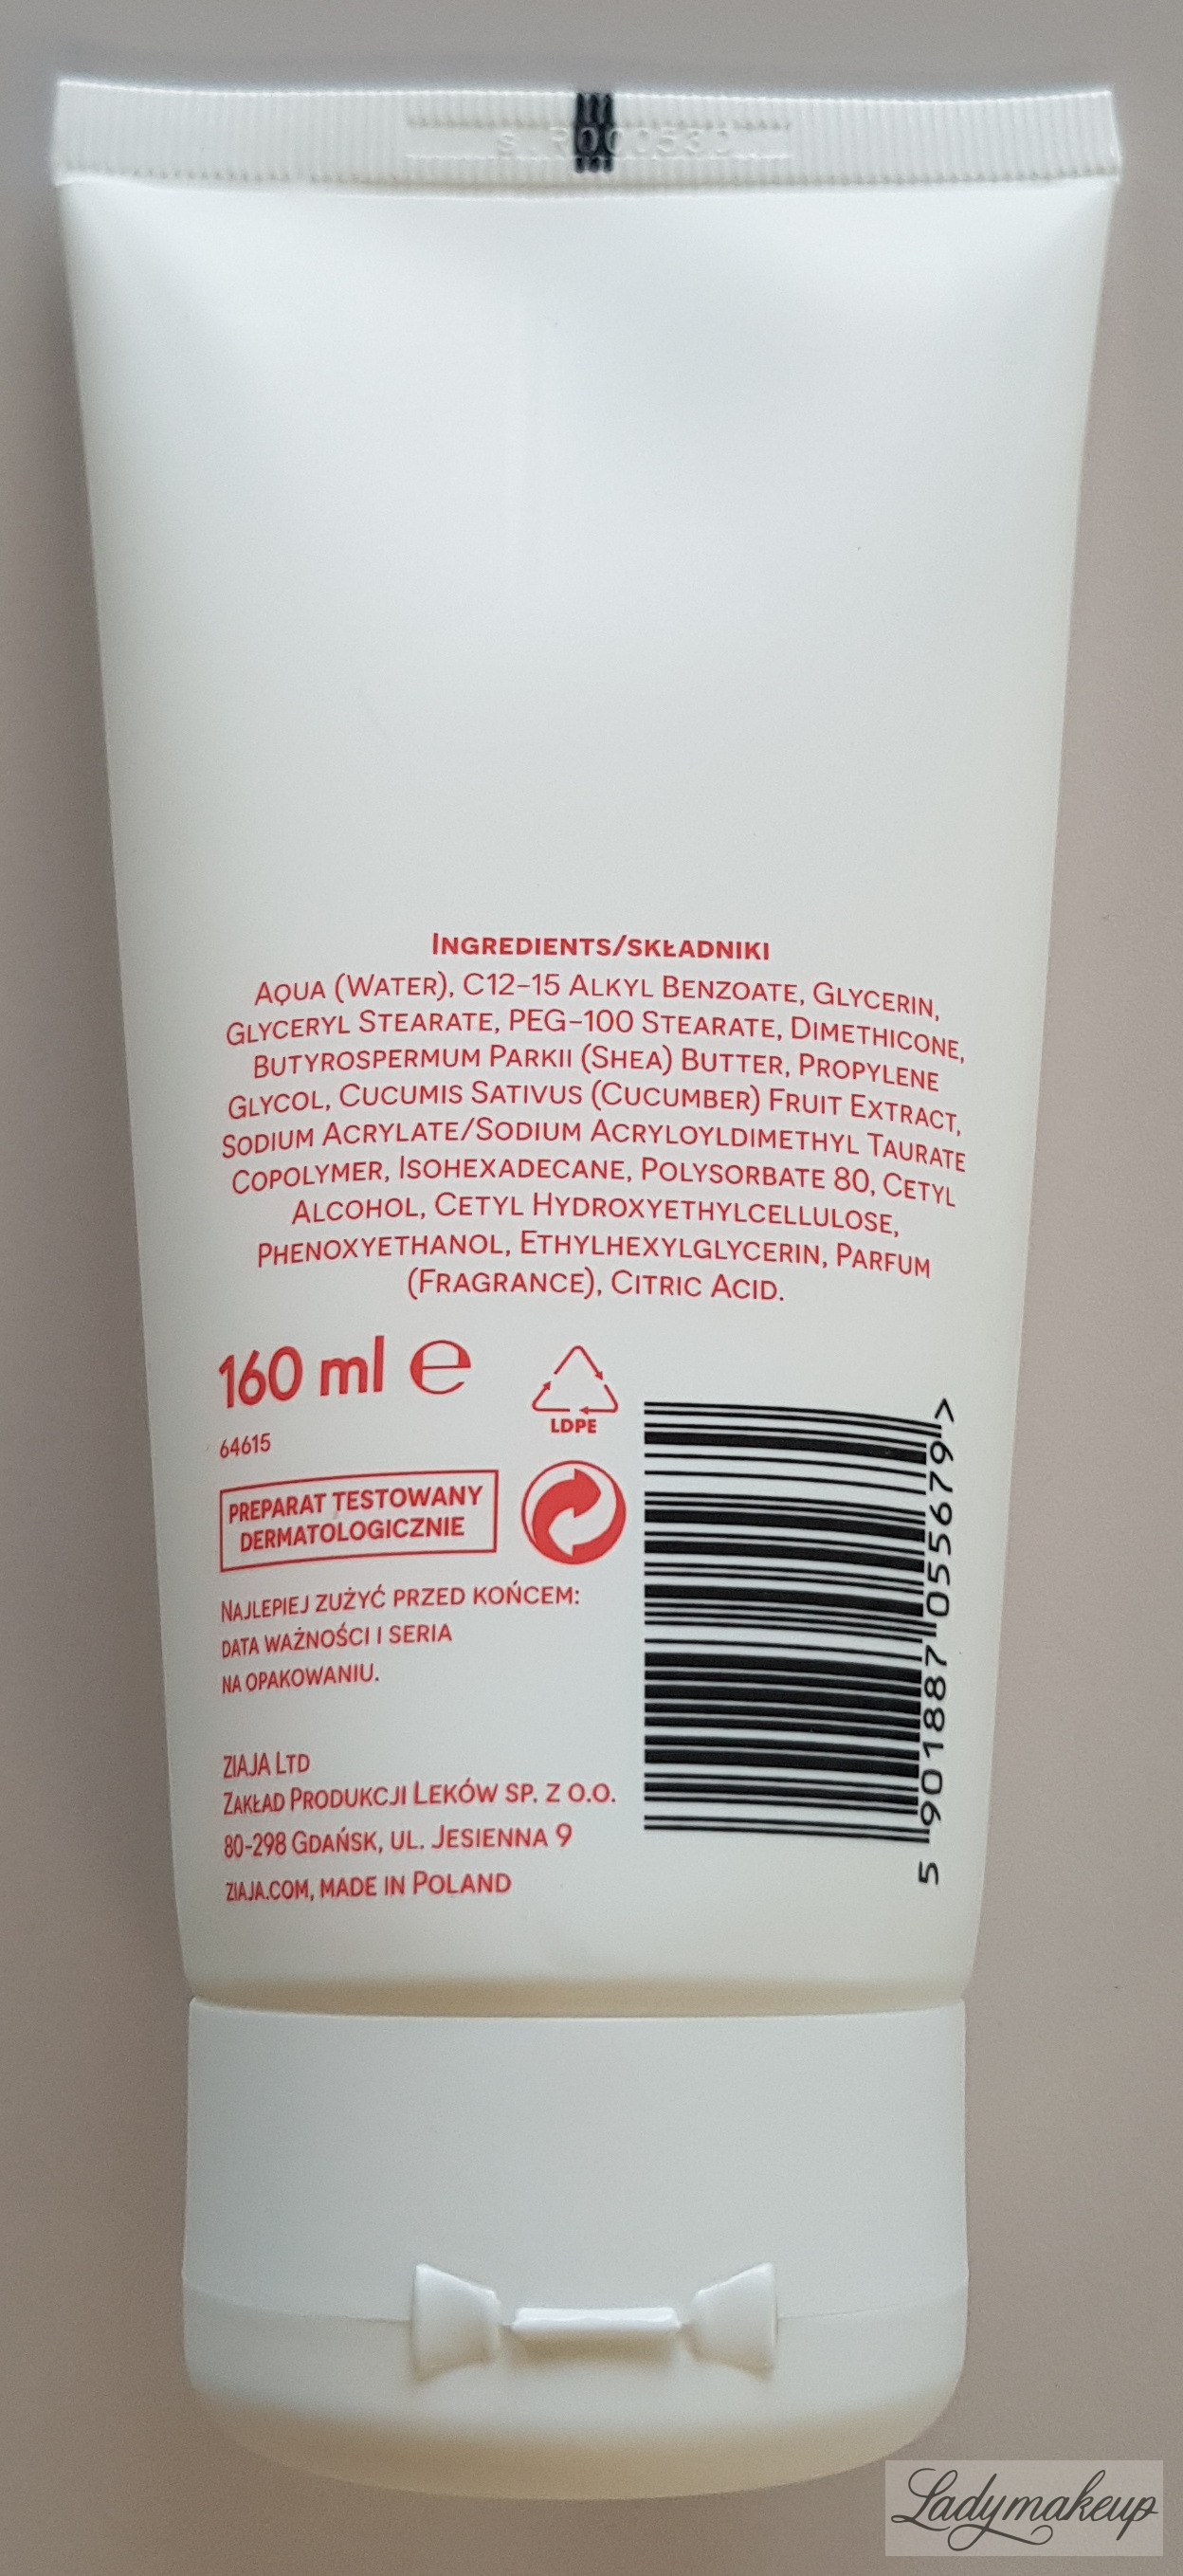 INGREDIENTS/SKŁADNIKI
AQUA (WATER), C12-15 ALKYL BENZOATE, GLYCERIN,
GLYCERYL STEARATE, PEG-100 STEARATE, DIMETHICONE,
BUTYROSPERMUM PARKII (SHEA) BUTTER, PROPYLENE
GLYCOL, CUCUMIS SATIVUS (CUCUMBER) FRUIT EXTRACT,
SODIUM ACRYLATE/SODIUM ACRYLOYLDIMETHYL TAURATE
COPOLYMER, ISOHEXADECANE, POLYSORBATE 80, CETYL
ALCOHOL, CETYL HYDROXYETHYLCELLULOSE,
PHENOXYETHANOL, ETHYLHEXYLGLYCERIN, PARFUM
(FRAGRANCE), CITRIC ACID.
160 ml e
LDPE
64615
PREPARAT TESTOWANY
DERMATOLOGICZNIE
NAJLEPIEJ ZUŻYĆ PRZED KOŃCEM:
DATA WAŻNOŚCI I SERIA
NA OPAKOWANIU.
ZIAJA LTD
ZAKŁAD PRODUKCJI LEKÓW SP. Z O.O.
80-298 GDAŃSK, UL. JESIENNA 9
ZIAJA.COM, MADE IN POLAND
5 901887 055679 >
Ladymakeup